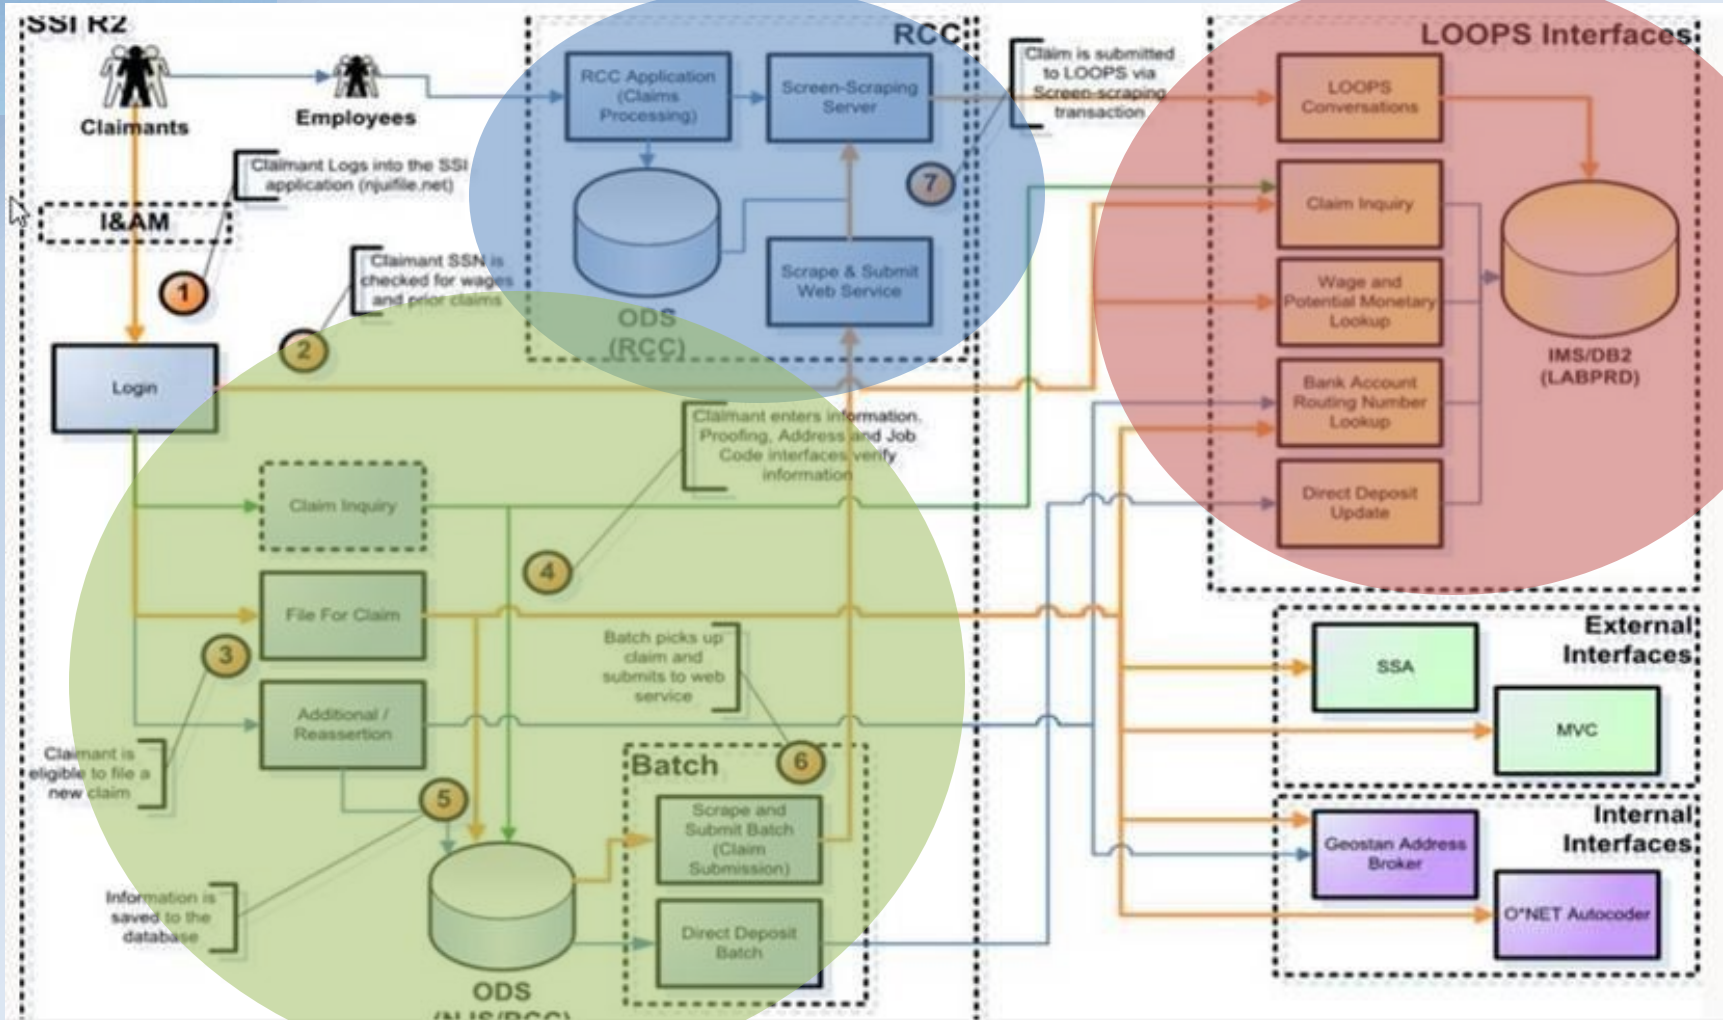 SSI R2
Claimants
Employees
I&AM
Claimant Logs into the SSI
application (njuifile.net)
1
Claimant SSN is
checked for wages
and prior claims
2
Login
RCC
RCC Application
(Claims
Processing)
Screen-Scraping
Server
ODS
(RCC)
Scrape & Submit
Web Service
7
Claim is submitted
to LOOPS via
Screen-scraping
transaction
LOOPS Interfaces
LOOPS
Conversations
Claim Inquiry
Wage and
Potential Monetary
Lookup
Bank Account
Routing Number
Lookup
Direct Deposit
Update
IMS/DB2
(LABPRD)
Claimant enters information.
Proofing, Address and Job
Code interfaces verify
information
4
Claim Inquiry
File For Claim
3
Additional /
Reassertion
Claimant is
eligible to file a
new claim
5
Information is
saved to the
database
Batch picks up
claim and
submits to web
service
6
Batch
Scrape and
Submit Batch
(Claim
Submission)
Direct Deposit
Batch
ODS
(NJS/RCC)
External
Interfaces
SSA
MVC
Internal
Interfaces
Geostan Address
Broker
O*NET Autocoder